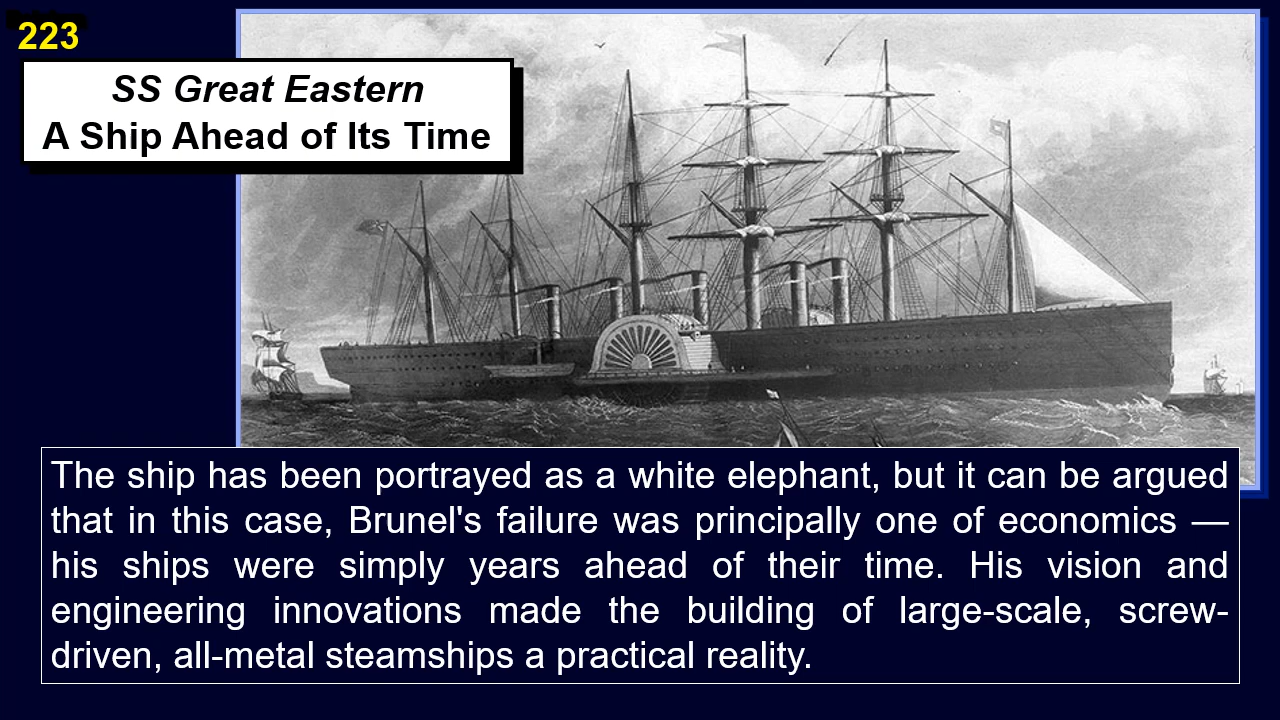 223
SS Great Eastern
A Ship Ahead of Its Time
The ship has been portrayed as a white elephant, but it can be argued
that in this case, Brunel's failure was principally one of economics —
his ships were simply years ahead of their time. His vision and
engineering innovations made the building of large-scale, screw-
driven, all-metal steamships a practical reality.